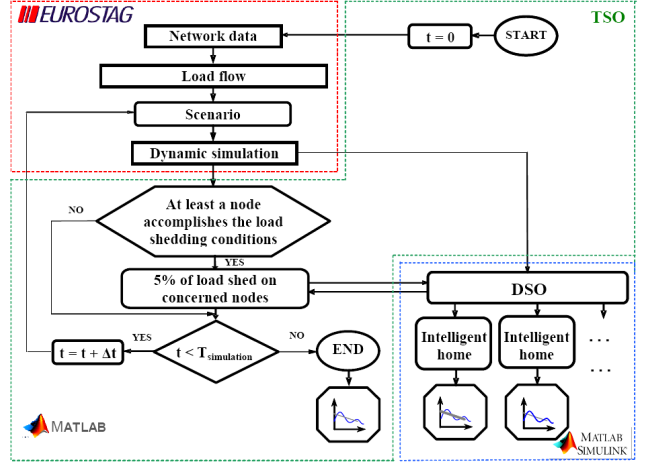 EUROSTAG
TSO
Network data
t = 0
START
Load flow
Scenario
Dynamic simulation
At least a node
accomplishes the load
shedding conditions
NO
YES
5% of load shed on
concerned nodes
DSO
t = t + Δt
YES
t < Tsimulation
NO
END
Intelligent
home
Intelligent
home
...
...
MATLAB
MATLAB
SIMULINK